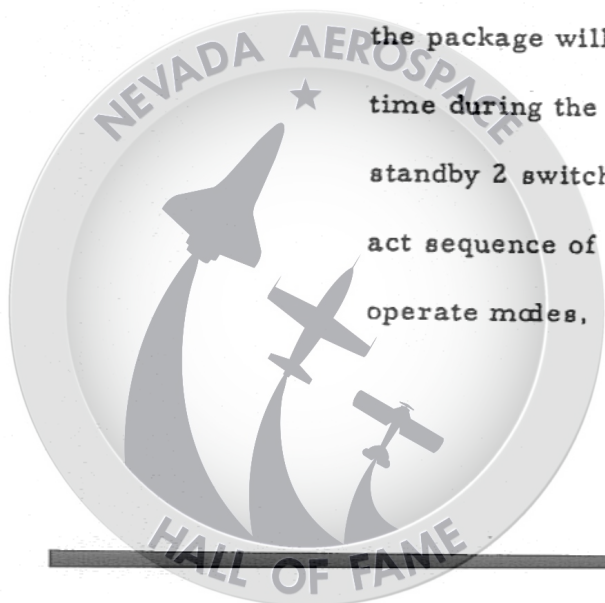 NEVADA AEROSPACE
the package will
time during the
standby 2 switch
act sequence of
operate modes,
HALL OF FAME